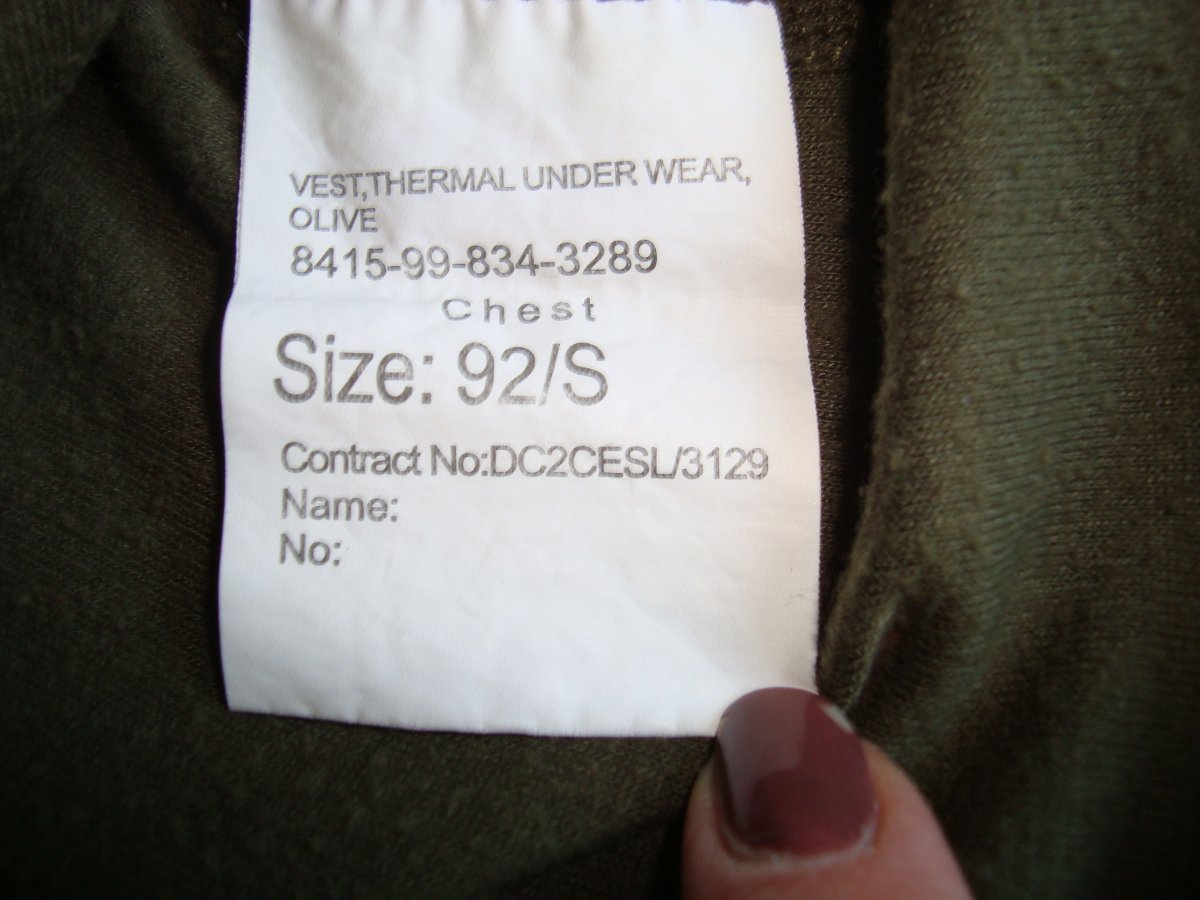 VEST,THERMAL UNDER WEAR,
OLIVE
8415-99-834-3289
Chest
Size: 92/S
Contract No:DC2CESL/3129
Name:
No: